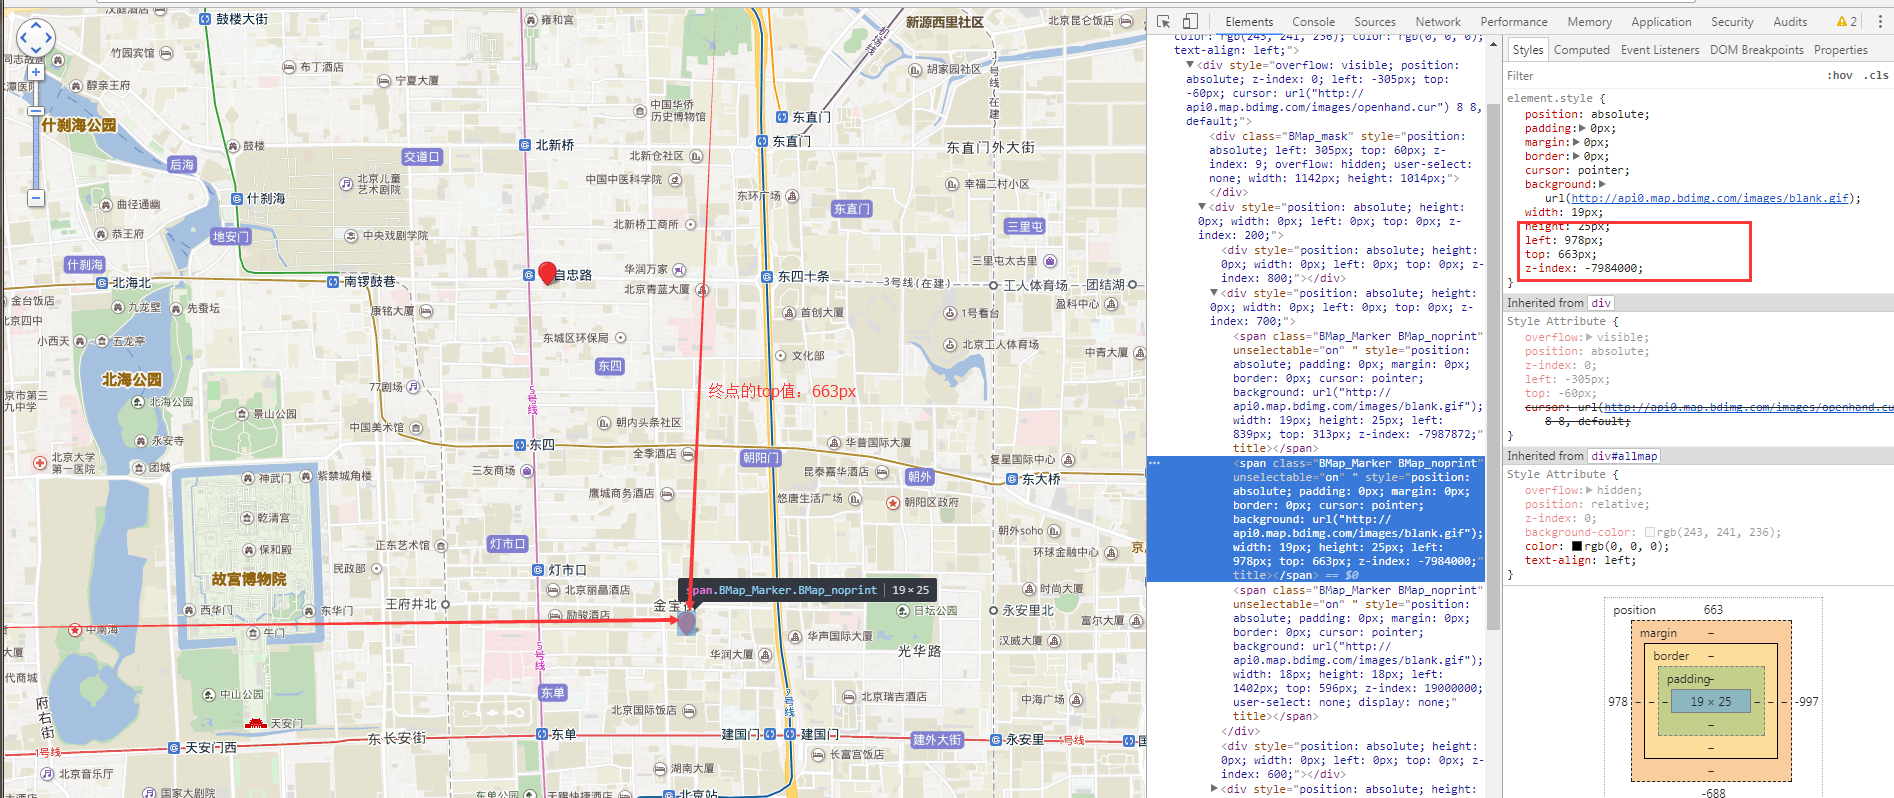 汉庭酒店
鼓楼大街
雍和宫
新源西里社区
北京昆仑饭店
竹园宾馆
布丁酒店
宁夏大厦
胡家园社区
机场线
17号线(在建)
醇亲王府
中国华侨
历史博物馆
东直门
东直门
什刹海公园
鼓楼
交道口
北新桥
北新仓社区
东直门外大街
后海
北京儿童
艺术剧院
中国中医科学院
东环广场
幸福二村小区
什刹海
曲径通幽
东直门
三里屯
恭王府
地安门
中央戏剧学院
北新桥工商所
什刹海
北海北
南锣鼓巷
自忠路
华润万家
北京青蓝大厦
东四十条
3号线(在建)
三里屯太古里
工人体育场
团结湖
金台饭店
九龙壁
先蚕坛
康铭大厦
首创大厦
1号看台
盈科中心
北京四中
小西天
五龙亭
东城区环保局
北京工人体育场
文化部
中青大厦
东四
北海公园
77剧场
5号线
终点的top值：663px
北海公园
景山公园
朝内头条社区
中国美术馆
永安寺
东四
华普国际大厦
北京大学
第一医院
团城
三友商场
全季酒店
朝阳门
昆泰嘉华酒店
朝外
复星国际中心
东大桥
神武门
紫禁城角楼
鹰城商务酒店
悠唐生活广场
朝阳区政府
乾清宫
朝外soho
正东艺术馆
灯市口
环球金融中心
保和殿
故宫博物院
民政部
灯市口
北京丽晶酒店
span.BMap_Marker.BMap_noprint
19×25
时尚大厦
西华门
东华门
王府井北
励骏酒店
金宝街
日坛公园
永安里北
富尔大厦
中南海
午门
华声国际大厦
汉威大厦
5号线
华润大厦
光华路
代商城
中山公园
东单
北京瑞吉酒店
中海广场
府右街
天安门
北京国际饭店
1号线
天安门西
东长安街
东单
建国门
建国门
建外大街
永安里
1号线
国
北京音乐厅
湖南大厦
长富宫饭店
国家大剧院
东单公园
北京站
Elements Console Sources Network Performance Memory Application Security Audits 2
color: rgb(243, 241, 236); color: rgb(0, 0, 0);
text-align: left;">
<div style="overflow: visible; position:
absolute; z-index: 0; left: -305px; top:
-60px; cursor: url("http://
api0.map.bdimg.com/images/openhand.cur") 8 8,
default;">
<div class="BMap_mask" style="position:
absolute; left: 305px; top: 60px; z-
index: 9; overflow: hidden; user-select:
none; width: 1142px; height: 1014px;">
</div>
<div style="position: absolute; height:
0px; width: 0px; left: 0px; top: 0px; z-
index: 200;">
<div style="position: absolute; height:
0px; width: 0px; left: 0px; top: 0px; z-
index: 800;"></div>
<div style="position: absolute; height:
0px; width: 0px; left: 0px; top: 0px; z-
index: 700;">
<span class="BMap_Marker BMap_noprint"
unselectable="on" " style="position:
absolute; padding: 0px; margin: 0px;
border: 0px; cursor: pointer;
background: url("http://
api0.map.bdimg.com/images/blank.gif");
width: 19px; height: 25px; left:
839px; top: 313px; z-index: -7987872;"
title></span>
<span class="BMap_Marker BMap_noprint"
unselectable="on" " style="position:
absolute; padding: 0px; margin: 0px;
border: 0px; cursor: pointer;
background: url("http://
api0.map.bdimg.com/images/blank.gif");
width: 19px; height: 25px; left:
978px; top: 663px; z-index: -7984000;"
title></span> == $0
<span class="BMap_Marker BMap_noprint"
unselectable="on" " style="position:
absolute; padding: 0px; margin: 0px;
border: 0px; cursor: pointer;
background: url("http://
api0.map.bdimg.com/images/blank.gif");
width: 18px; height: 18px; left:
1402px; top: 596px; z-index: 19000000;
user-select: none; display: none;"
title></span>
</div>
<div style="position: absolute; height:
0px; width: 0px; left: 0px; top: 0px; z-
index: 600;"></div>
<div style="position: absolute; height:
Styles Computed Event Listeners DOM Breakpoints Properties
Filter :hov .cls
element.style {
position: absolute;
padding: 0px;
margin: 0px;
border: 0px;
cursor: pointer;
background:
url(http://api0.map.bdimg.com/images/blank.gif);
width: 19px;
height: 25px;
left: 978px;
top: 663px;
z-index: -7984000;
}
Inherited from div
Style Attribute {
overflow: visible;
position: absolute;
z-index: 0;
left: -305px;
top: -60px;
cursor: url(http://api0.map.bdimg.com/images/openhand.cu
8 8, default;
}
Inherited from div#allmap
Style Attribute {
overflow: hidden;
position: relative;
z-index: 0;
background-color: rgb(243, 241, 236);
color: rgb(0, 0, 0);
text-align: left;
}
position 663
margin –
border –
padding –
978 – – – 19 × 25 – – – -997
–
–
–
-688